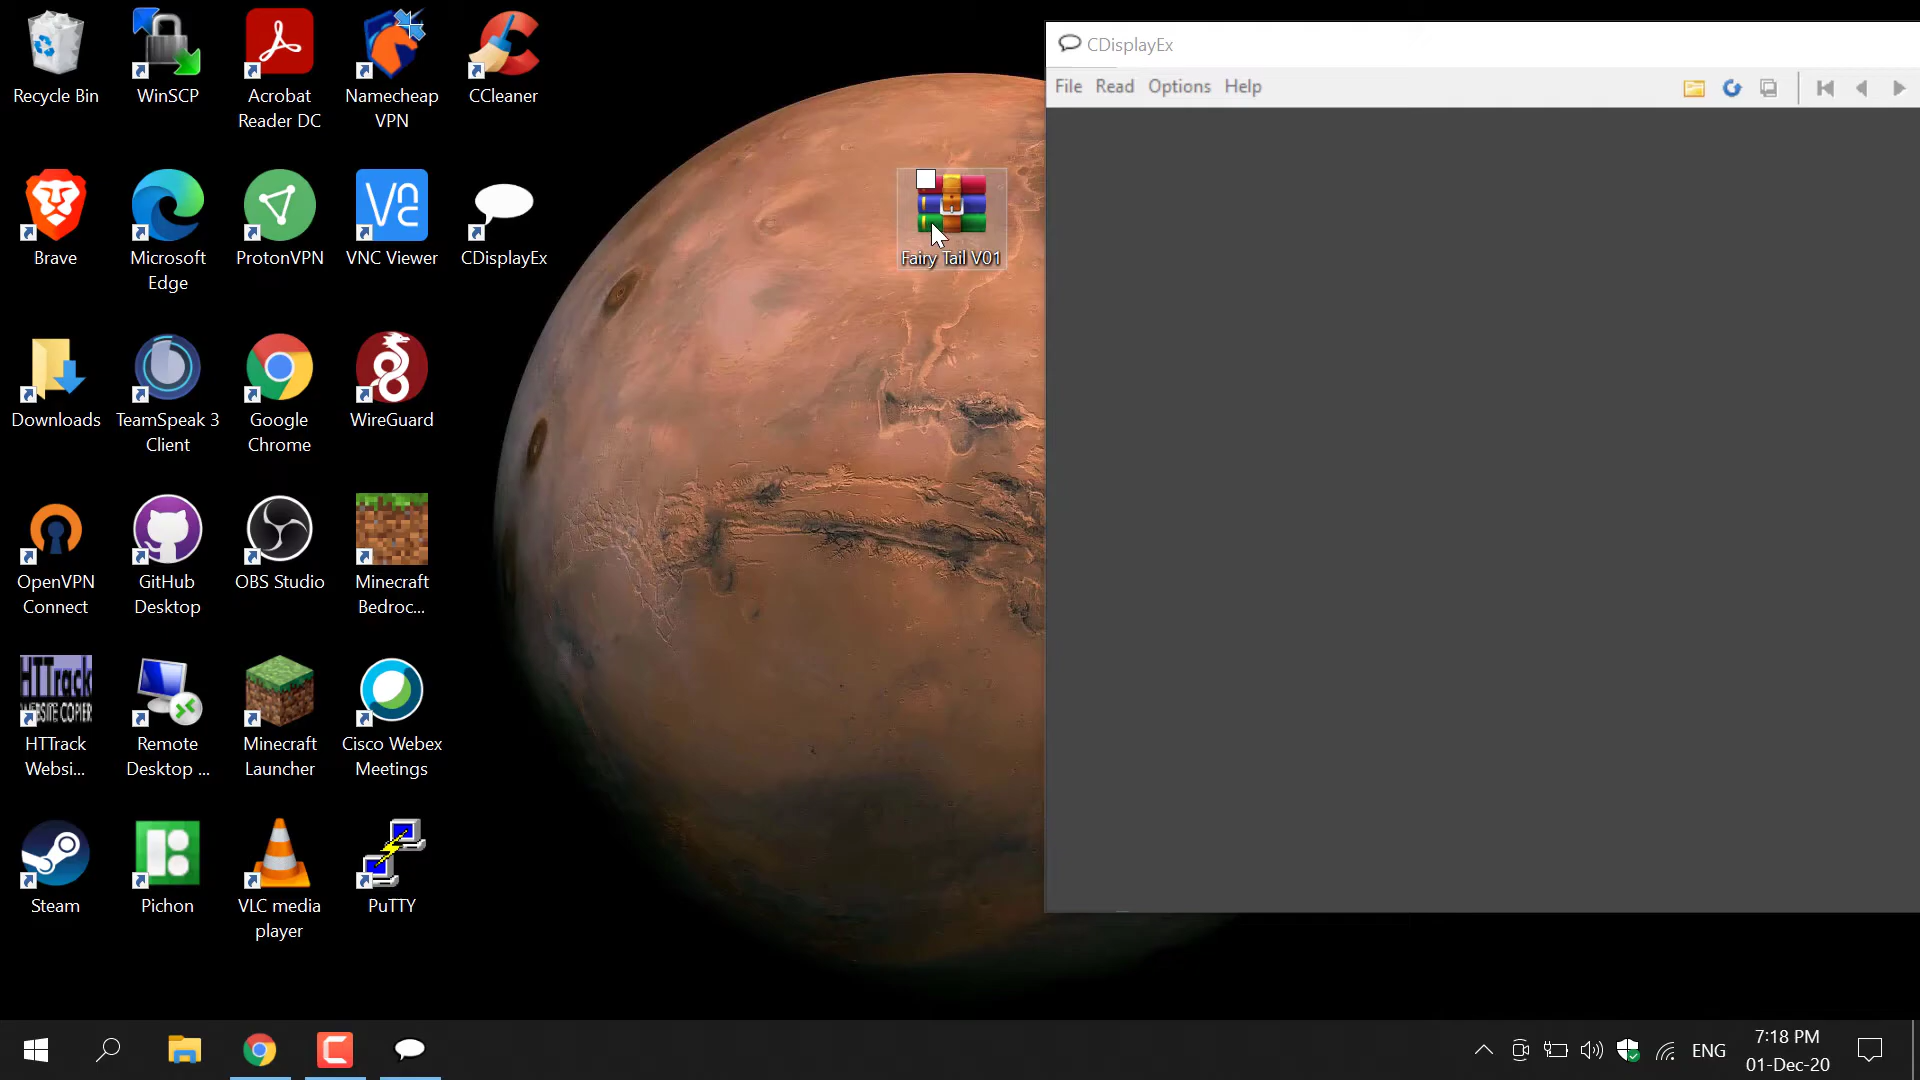 Recycle Bin
WinSCP
Acrobat
Reader DC
Namecheap
VPN
CCleaner
Brave
Microsoft
Edge
ProtonVPN
VNC Viewer
CDisplayEx
Downloads
TeamSpeak 3
Client
Google
Chrome
WireGuard
OpenVPN
Connect
GitHub
Desktop
OBS Studio
Minecraft
Bedroc...
HTTrack
WEBSITE COPIER
HTTrack
Websi...
Remote
Desktop ...
Minecraft
Launcher
Cisco Webex
Meetings
Steam
Pichon
VLC media
player
PuTTY
Fairy Tail V01
CDisplayEx
File Read Options Help
ENG
7:18 PM
01-Dec-20